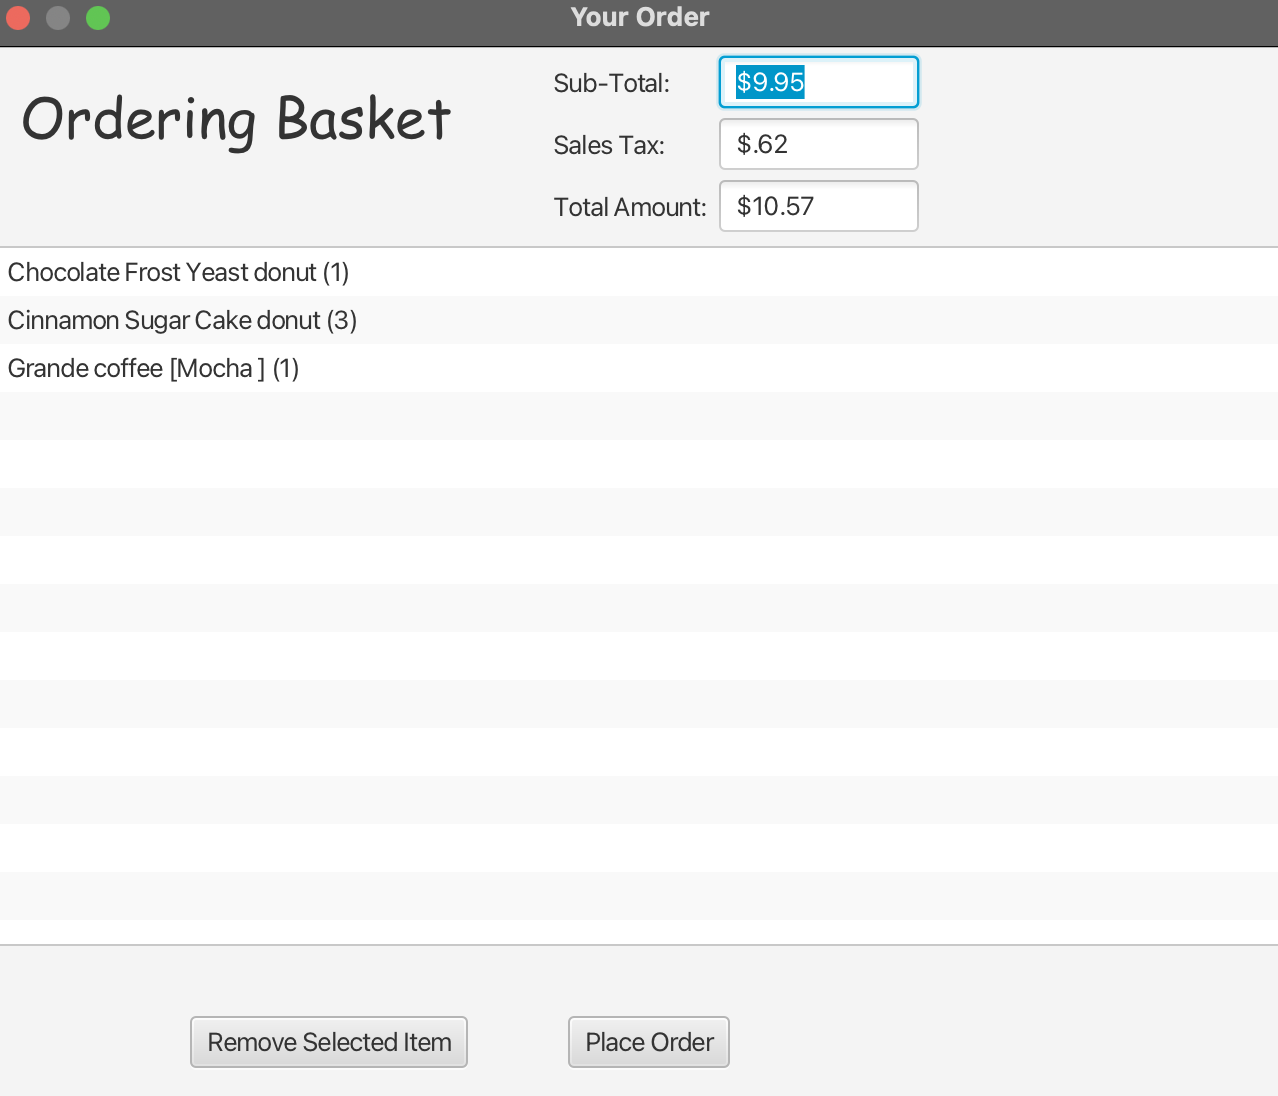 Your Order
Ordering Basket
Sub-Total: $9.95
Sales Tax: $.62
Total Amount: $10.57
Chocolate Frost Yeast donut (1)
Cinnamon Sugar Cake donut (3)
Grande coffee [Mocha ] (1)
Remove Selected Item
Place Order